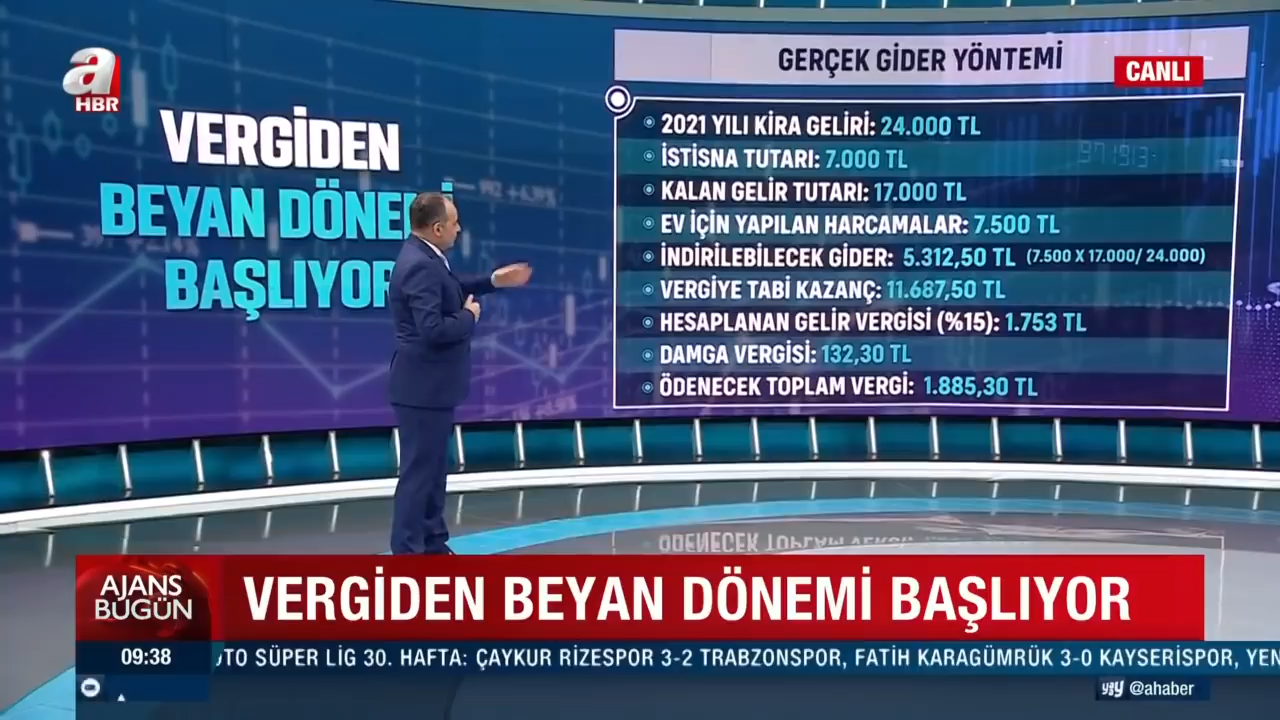 a
HBR
VERGİDEN
BEYAN DÖNEMİ
BAŞLIYOR
GERÇEK GİDER YÖNTEMİ
CANLI
2021 YILI KİRA GELİRİ: 24.000 TL
İSTİSNA TUTARI: 7.000 TL
KALAN GELİR TUTARI: 17.000 TL
EV İÇİN YAPILAN HARCAMALAR: 7.500 TL
İNDİRİLEBİLECEK GİDER: 5.312,50 TL (7.500 X 17.000/ 24.000)
VERGİYE TABİ KAZANÇ: 11.687,50 TL
HESAPLANAN GELİR VERGİSİ (%15): 1.753 TL
DAMGA VERGİSİ: 132,30 TL
ÖDENECEK TOPLAM VERGİ: 1.885,30 TL
AJANS
BUGÜN
VERGİDEN BEYAN DÖNEMİ BAŞLIYOR
09:38
OTO SÜPER LİG 30. HAFTA: ÇAYKUR RİZESPOR 3-2 TRABZONSPOR, FATİH KARAGÜMRÜK 3-0 KAYSERİSPOR, YEN
@ahaber